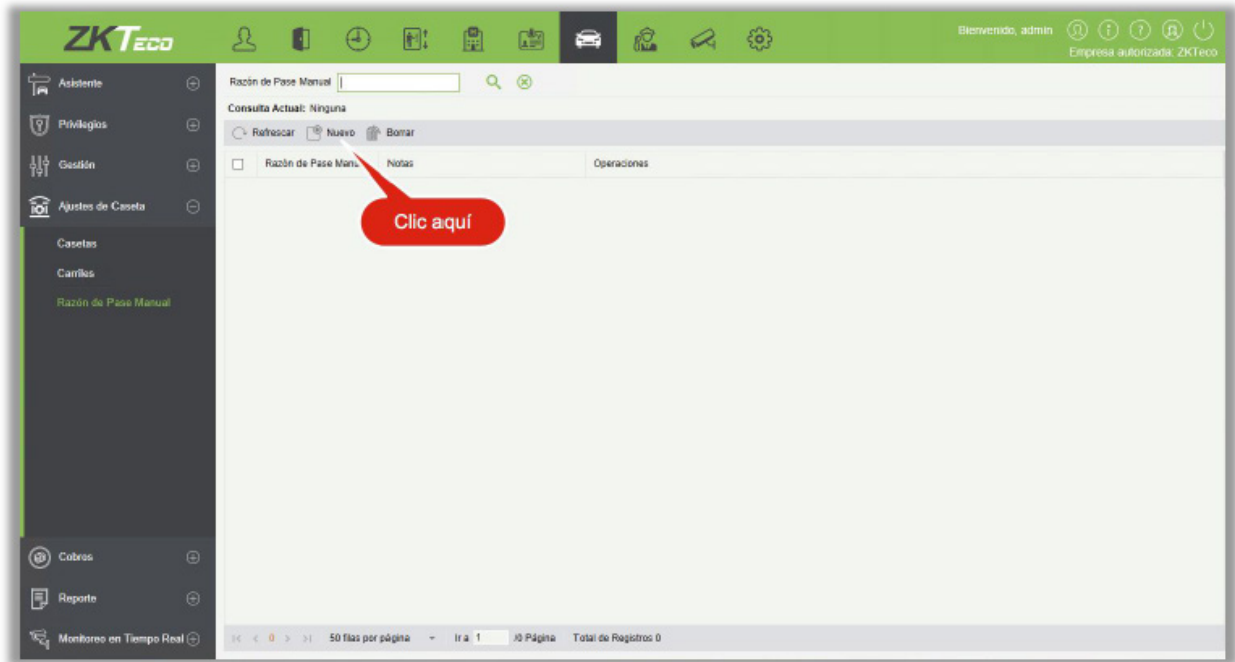 ZKTeco
Bienvenido, admin
Empresa autorizada: ZKTeco
Asistente
Privilegios
Gestión
Ajustes de Caseta
Casetas
Carriles
Razón de Pase Manual
Cobros
Reporte
Monitoreo en Tiempo Real
Razón de Pase Manual
Consulta Actual: Ninguna
Refrescar Nuevo Borrar
Razón de Pase Manu Notas Operaciones
Clic aquí
|< < 0 > >| 50 filas por página Ir a 1 /0 Página Total de Registros 0